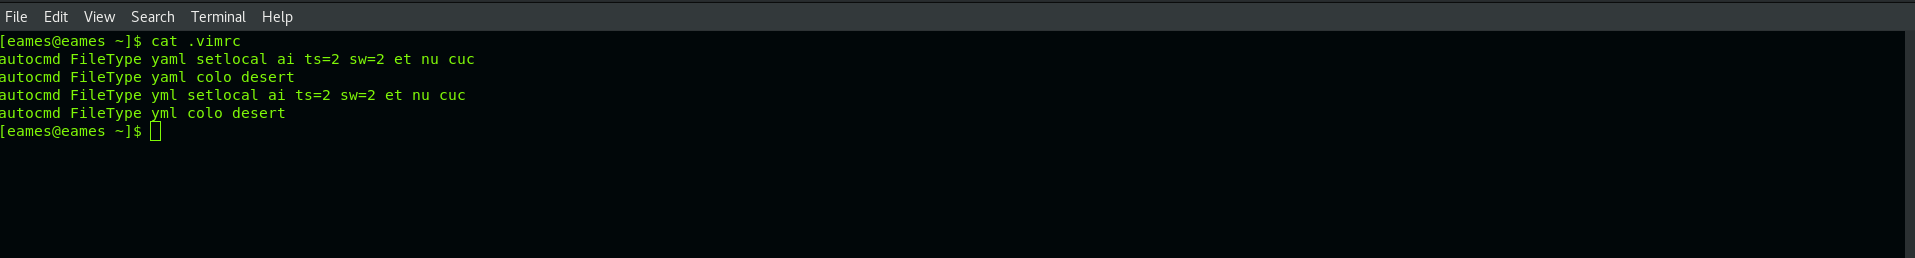 File Edit View Search Terminal Help
[eames@eames ~]$ cat .vimrc
autocmd FileType yaml setlocal ai ts=2 sw=2 et nu cuc
autocmd FileType yaml colo desert
autocmd FileType yml setlocal ai ts=2 sw=2 et nu cuc
autocmd FileType yml colo desert
[eames@eames ~]$